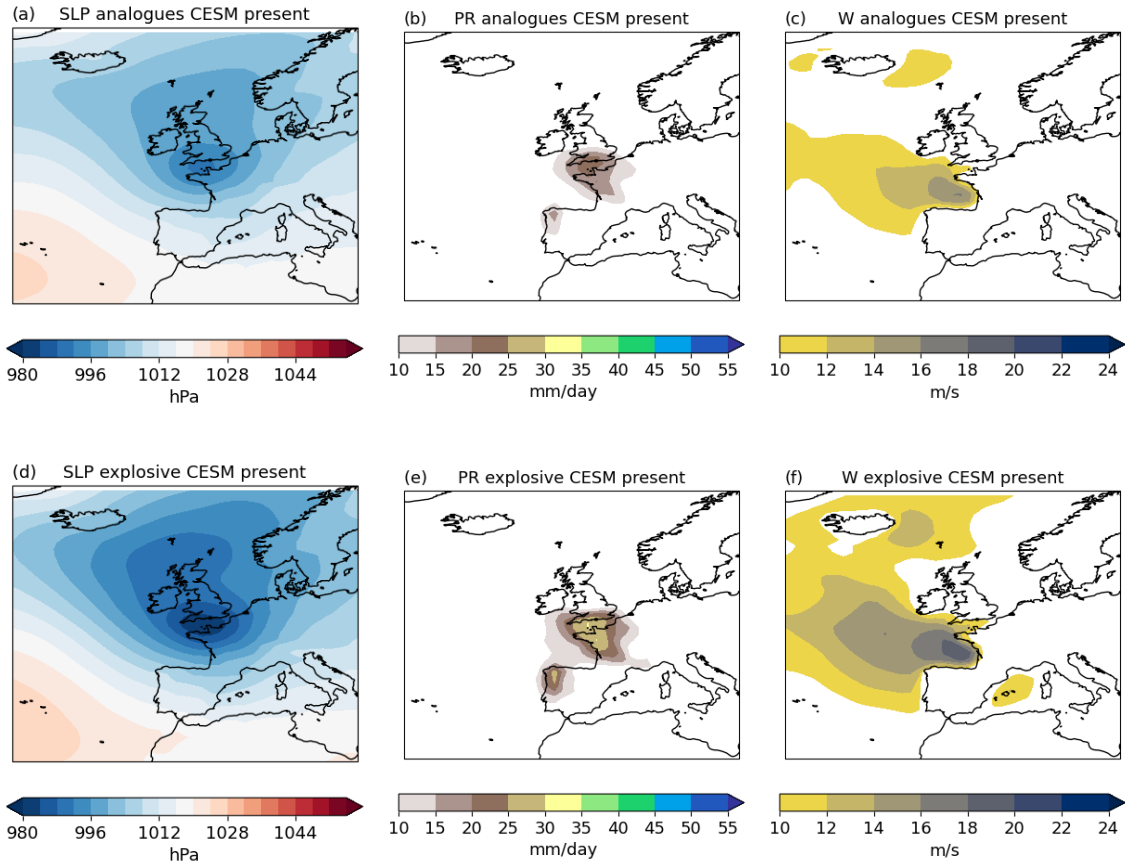 (a) SLP analogues CESM present
(b) PR analogues CESM present
(c) W analogues CESM present
980 996 1012 1028 1044
hPa
10 15 20 25 30 35 40 45 50 55
mm/day
10 12 14 16 18 20 22 24
m/s
(d) SLP explosive CESM present
(e) PR explosive CESM present
(f) W explosive CESM present
980 996 1012 1028 1044
hPa
10 15 20 25 30 35 40 45 50 55
mm/day
10 12 14 16 18 20 22 24
m/s